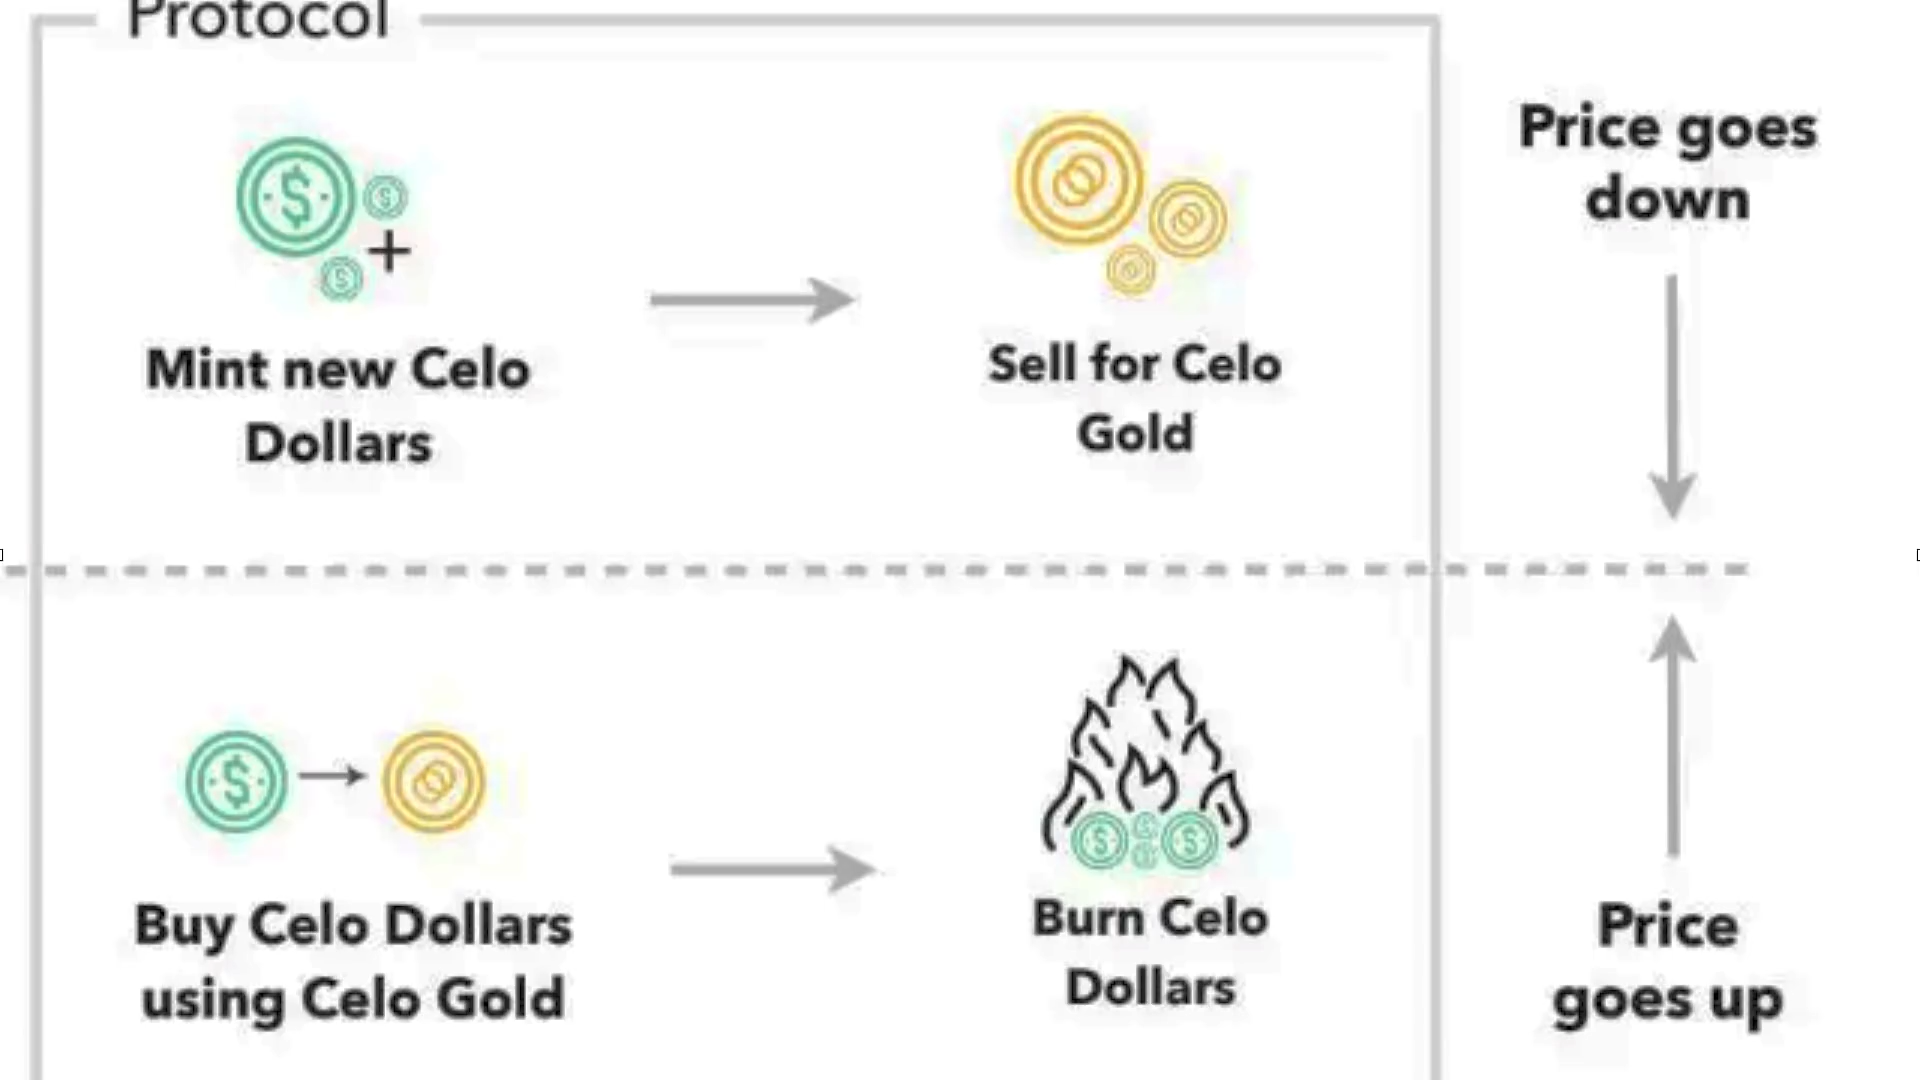 Protocol
Price goes
down
Mint new Celo
Dollars
Sell for Celo
Gold
Buy Celo Dollars
using Celo Gold
Burn Celo
Dollars
Price
goes up